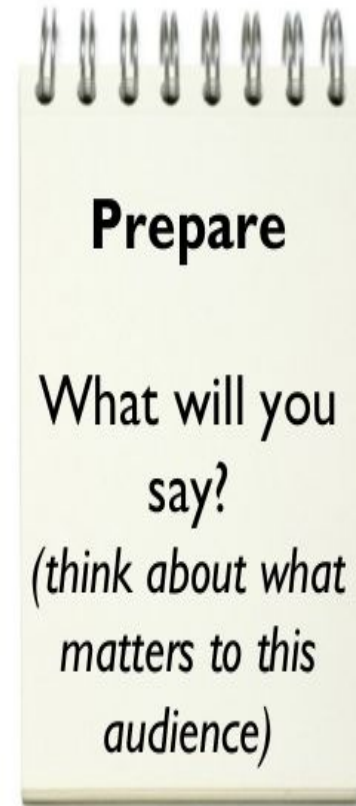 Prepare
What will you
say?
(think about what
matters to this
audience)